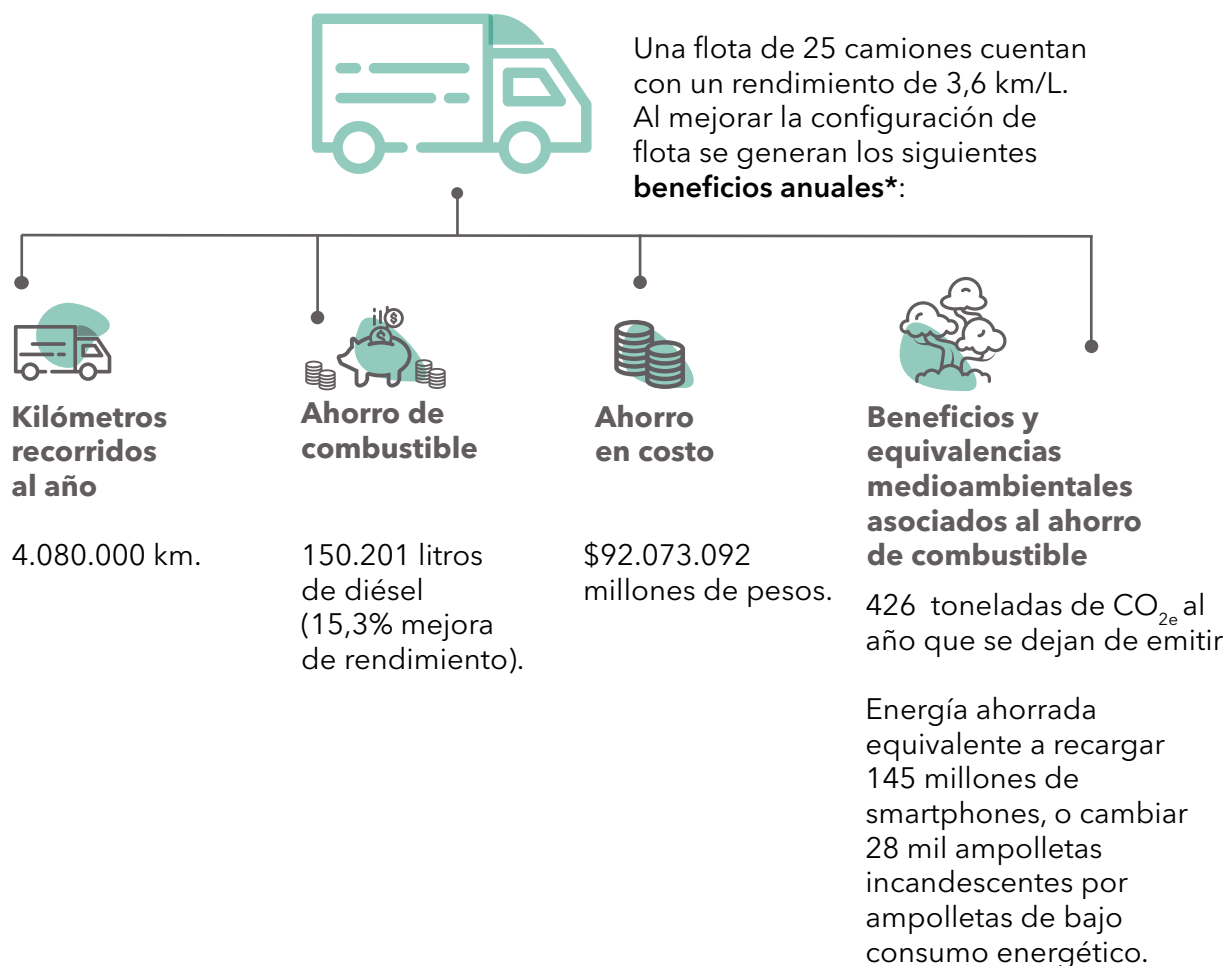 Una flota de 25 camiones cuentan
con un rendimiento de 3,6 km/L.
Al mejorar la configuración de
flota se generan los siguientes
beneficios anuales*:
Kilómetros
recorridos
al año
4.080.000 km.
Ahorro de
combustible
150.201 litros
de diésel
(15,3% mejora
de rendimiento).
Ahorro
en costo
$92.073.092
millones de pesos.
Beneficios y
equivalencias
medioambientales
asociados al ahorro
de combustible
426 toneladas de CO2e al
año que se dejan de emitir
Energía ahorrada
equivalente a recargar
145 millones de
smartphones, o cambiar
28 mil ampolletas
incandescentes por
ampolletas de bajo
consumo energético.